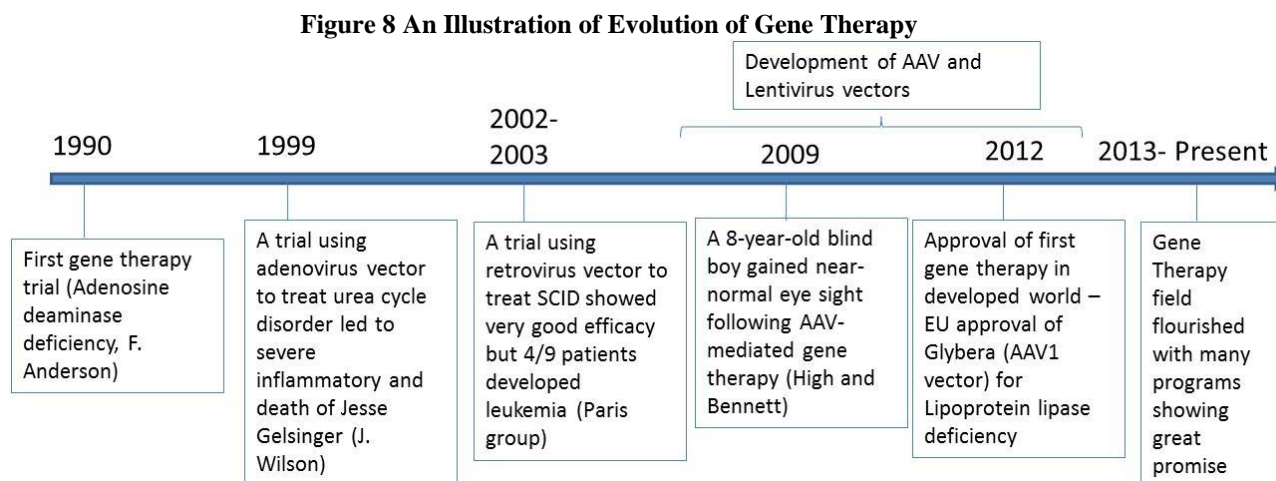 Figure 8 An Illustration of Evolution of Gene Therapy
Development of AAV and
Lentivirus vectors
1990
1999
2002-
2003
2009
2012
2013- Present
First gene therapy
trial (Adenosine
deaminase
deficiency, F.
Anderson)
A trial using
adenovirus vector
to treat urea cycle
disorder led to
severe
inflammatory and
death of Jesse
Gelsinger (J.
Wilson)
A trial using
retrovirus vector to
treat SCID showed
very good efficacy
but 4/9 patients
developed
leukemia (Paris
group)
A 8-year-old blind
boy gained near-
normal eye sight
following AAV-
mediated gene
therapy (High and
Bennett)
Approval of first
gene therapy in
developed world –
EU approval of
Glybera (AAV1
vector) for
Lipoprotein lipase
deficiency
Gene
Therapy
field
flourished
with many
programs
showing
great
promise